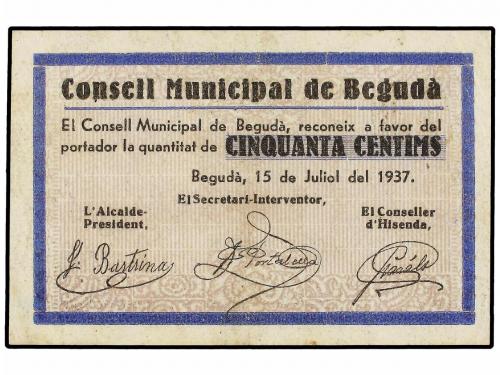 Consell Municipal de Begudà
El Consell Municipal de Begudà, reconeix a favor del
portador la quantitat de CINQUANTA CENTIMS
Begudà, 15 de Juliol del 1937.
El Secretari-Interventor,
L'Alcalde-
President,
El Conseller
d'Hisenda,
Bastrina